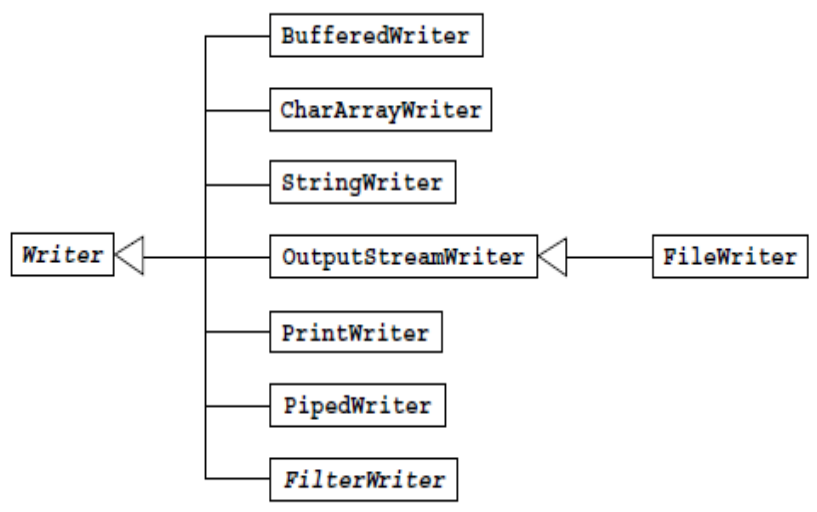 BufferedWriter
CharArrayWriter
StringWriter
Writer
OutputStreamWriter
FileWriter
PrintWriter
PipedWriter
FilterWriter